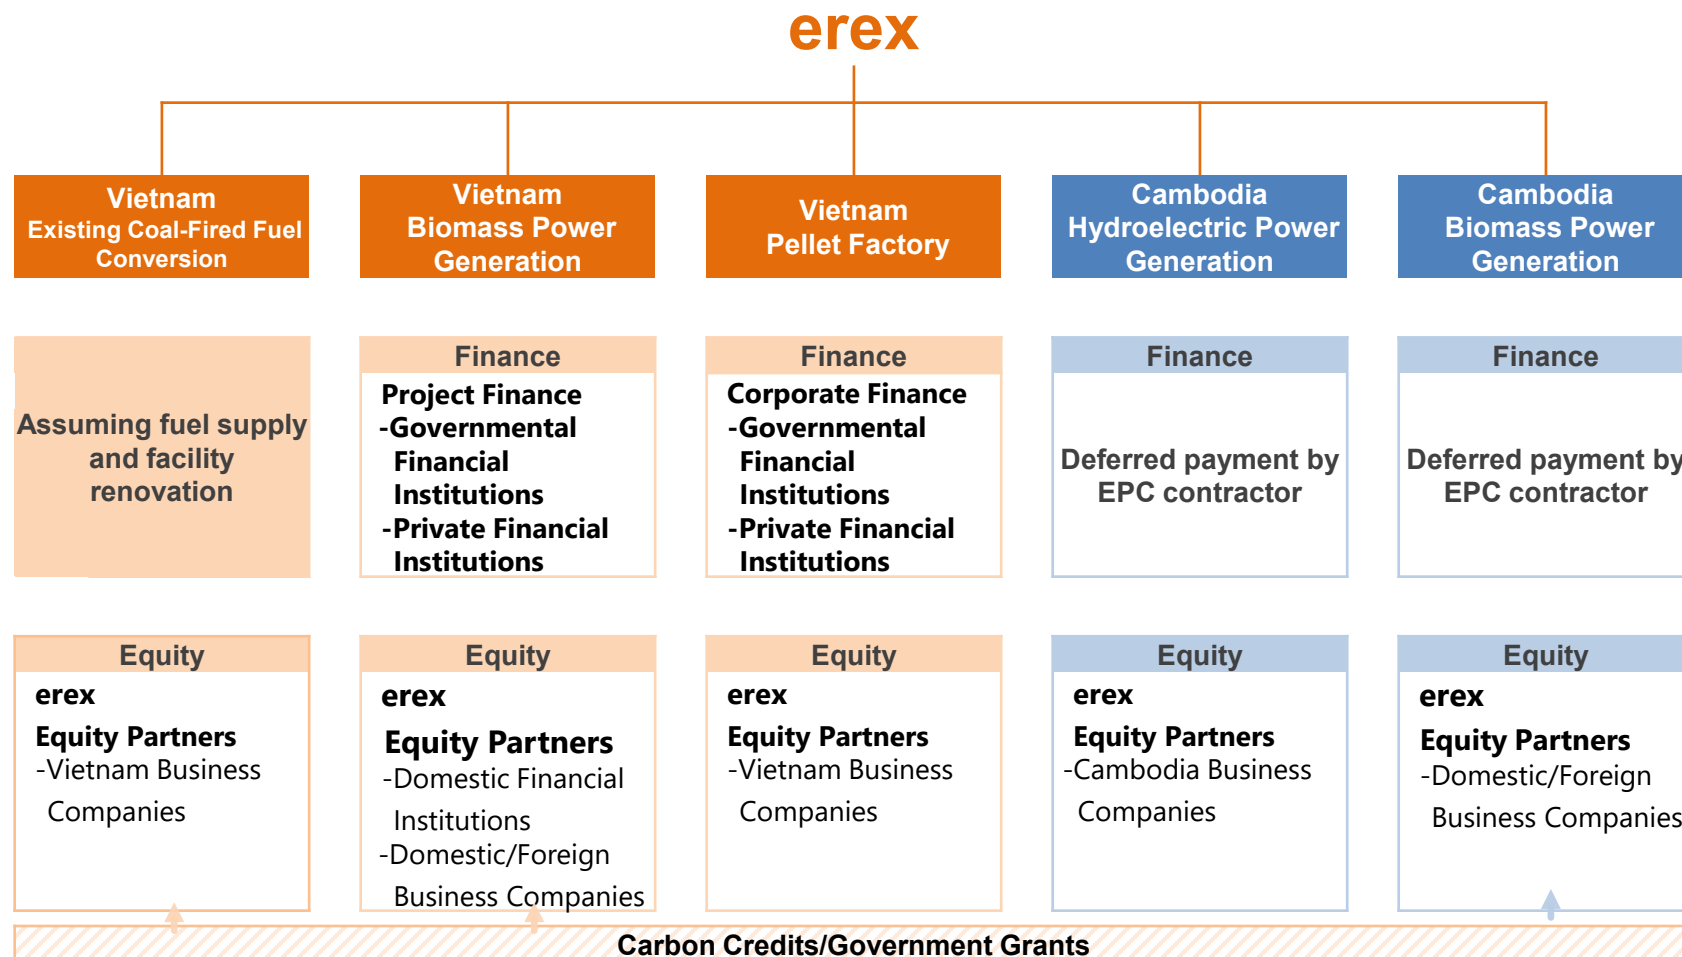 erex
Vietnam
Existing Coal-Fired Fuel
Conversion
Vietnam
Biomass Power
Generation
Vietnam
Pellet Factory
Cambodia
Hydroelectric Power
Generation
Cambodia
Biomass Power
Generation
Assuming fuel supply
and facility
renovation
Finance
Project Finance
-Governmental
Financial
Institutions
-Private Financial
Institutions
Finance
Corporate Finance
-Governmental
Financial
Institutions
-Private Financial
Institutions
Finance
Deferred payment by
EPC contractor
Finance
Deferred payment by
EPC contractor
Equity
erex
Equity Partners
-Vietnam Business
Companies
Equity
erex
Equity Partners
-Domestic Financial
Institutions
-Domestic/Foreign
Business Companies
Equity
erex
Equity Partners
-Vietnam Business
Companies
Equity
erex
Equity Partners
-Cambodia Business
Companies
Equity
erex
Equity Partners
-Domestic/Foreign
Business Companies
Carbon Credits/Government Grants